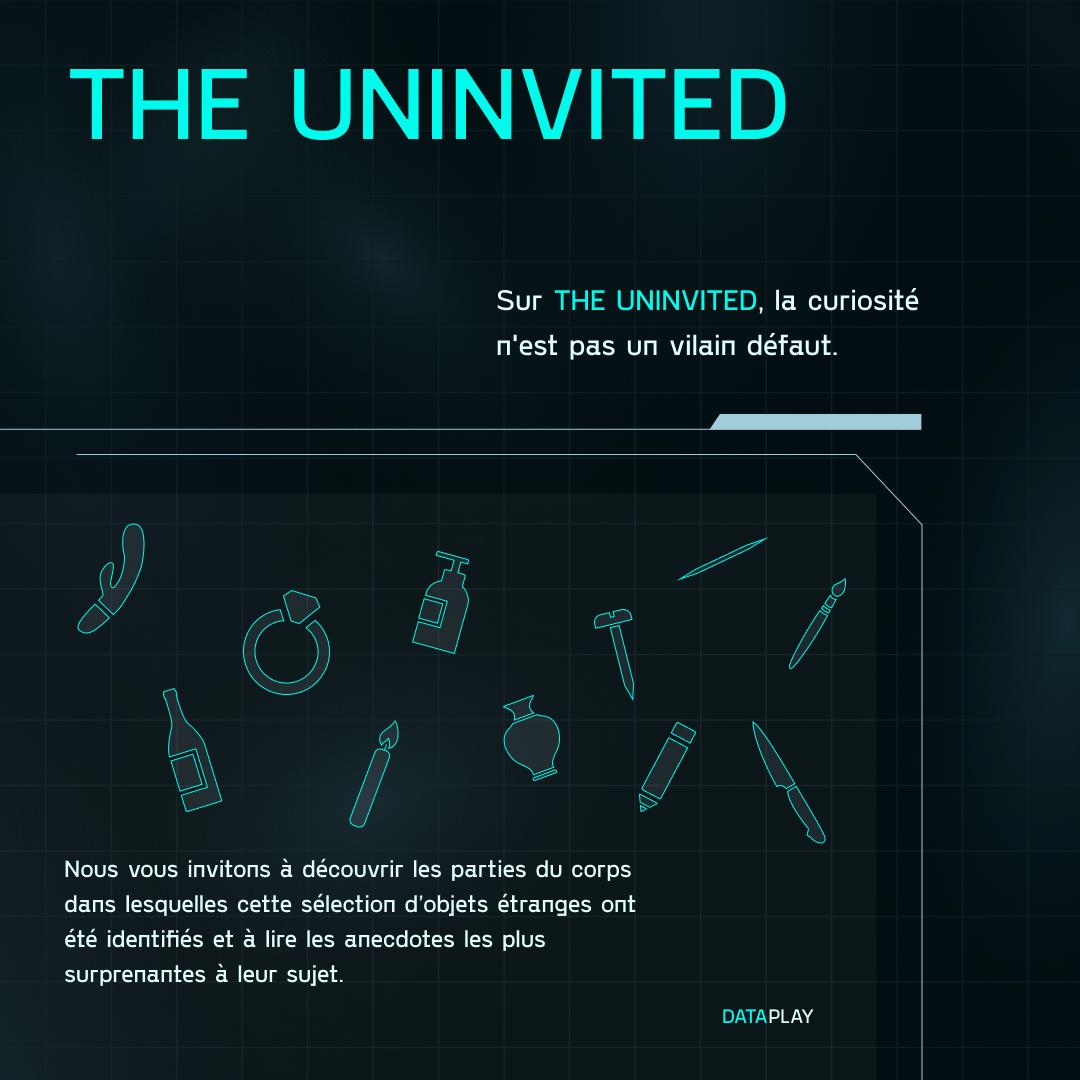 THE UNINVITED
Sur THE UNINVITED, la curiosité
n'est pas un vilain défaut.
Nous vous invitons à découvrir les parties du corps
dans lesquelles cette sélection d'objets étranges ont
été identifiés et à lire les anecdotes les plus
surprenantes à leur sujet.
DATAPLAY